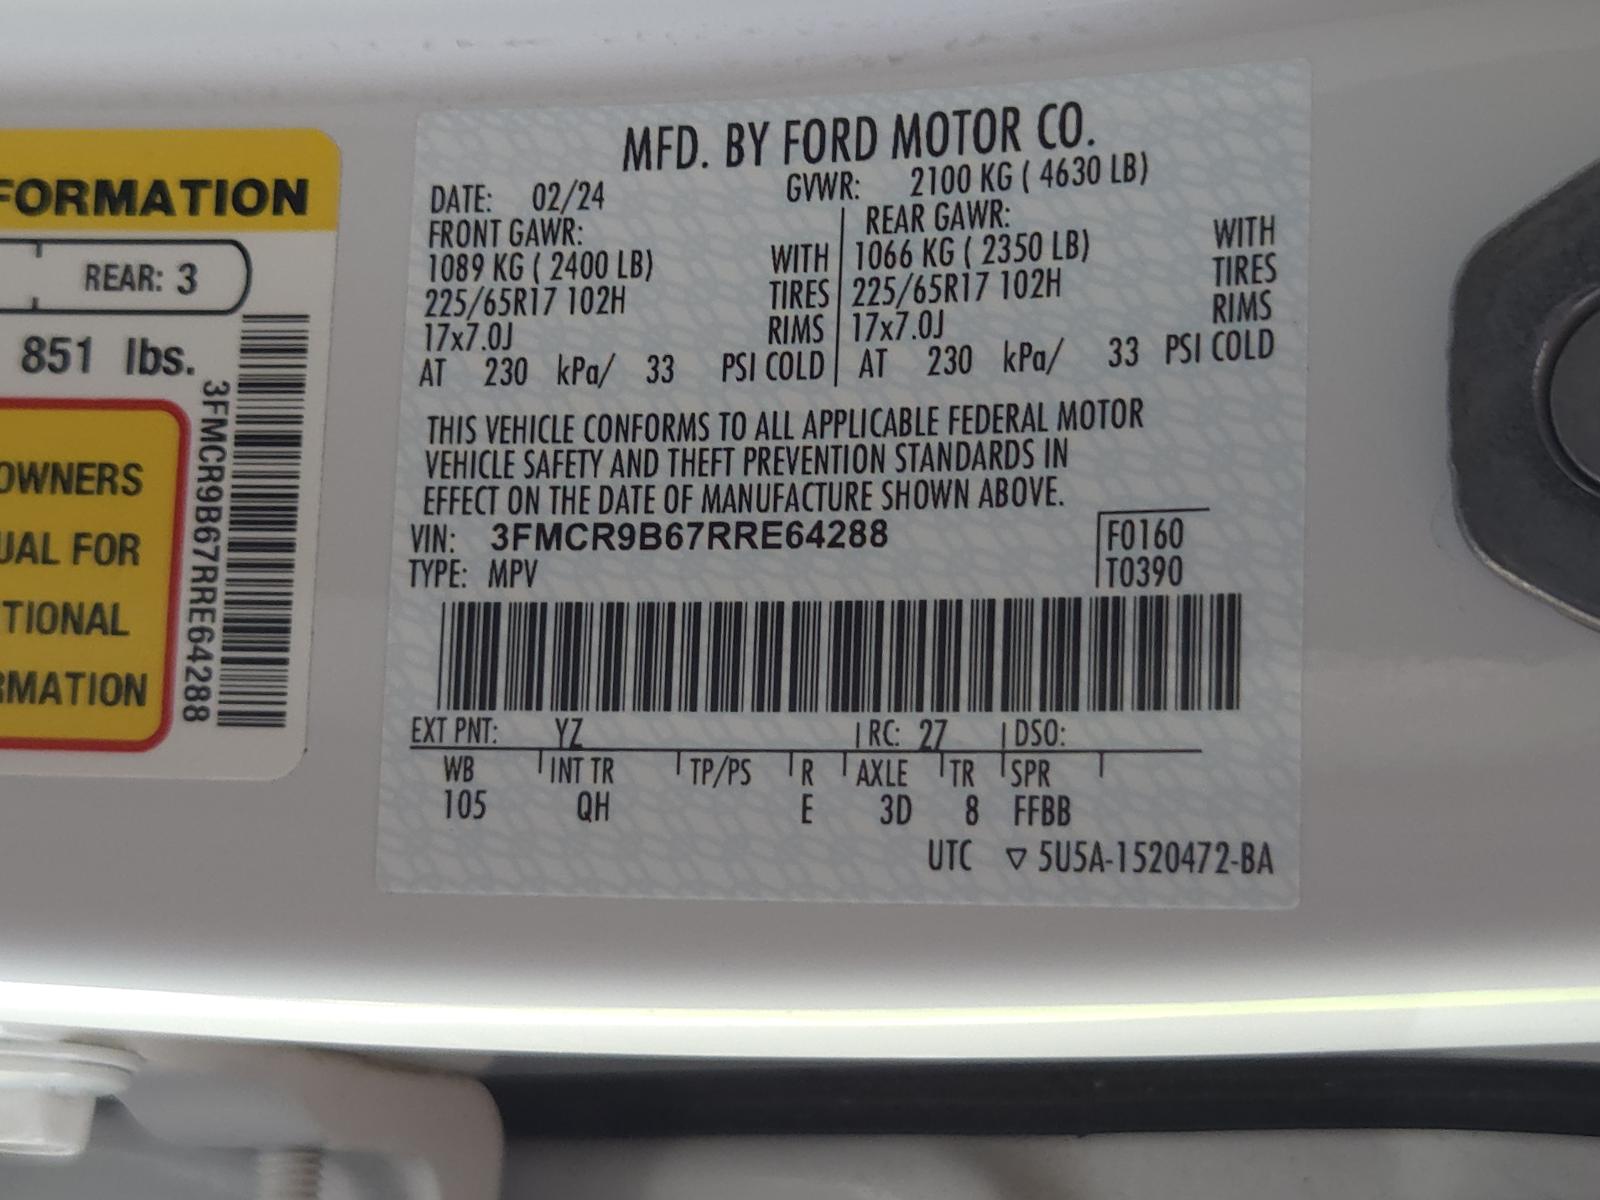 FORMATION
REAR: 3
851 lbs.
OWNERS
UAL FOR
TIONAL
RMATION
3FMCR9B67RRE64288
MFD. BY FORD MOTOR CO.
DATE: 02/24 GVWR: 2100 KG ( 4630 LB)
FRONT GAWR: REAR GAWR:
1089 KG ( 2400 LB) WITH 1066 KG ( 2350 LB) WITH
225/65R17 102H TIRES 225/65R17 102H TIRES
17x7.0J RIMS 17x7.0J RIMS
AT 230 kPa/ 33 PSI COLD AT 230 kPa/ 33 PSI COLD
THIS VEHICLE CONFORMS TO ALL APPLICABLE FEDERAL MOTOR
VEHICLE SAFETY AND THEFT PREVENTION STANDARDS IN
EFFECT ON THE DATE OF MANUFACTURE SHOWN ABOVE.
VIN: 3FMCR9B67RRE64288 F0160
TYPE: MPV T0390
EXT PNT: YZ RC: 27 DSO:
WB INT TR TP/PS R AXLE TR SPR
105 QH E 3D 8 FFBB
UTC ▽ 5U5A-1520472-BA